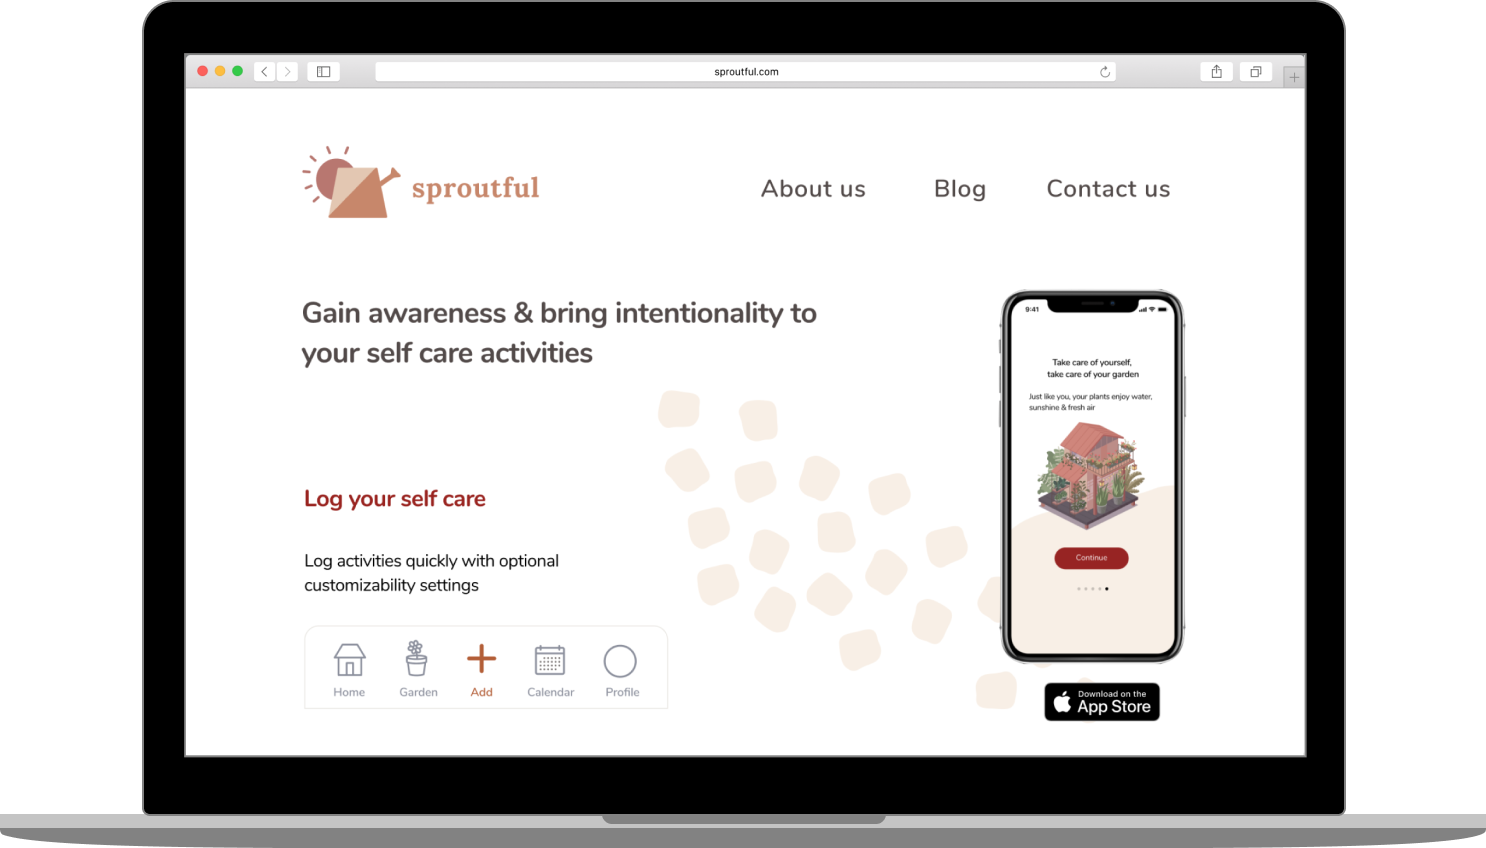 sproutful.com
sproutful
About us
Blog
Contact us
Gain awareness & bring intentionality to
your self care activities
Log your self care
Log activities quickly with optional
customizability settings
Home
Garden
Add
Calendar
Profile
9:41
Take care of yourself,
take care of your garden
Just like you, your plants enjoy water,
sunshine & fresh air
Continue
Download on the
App Store